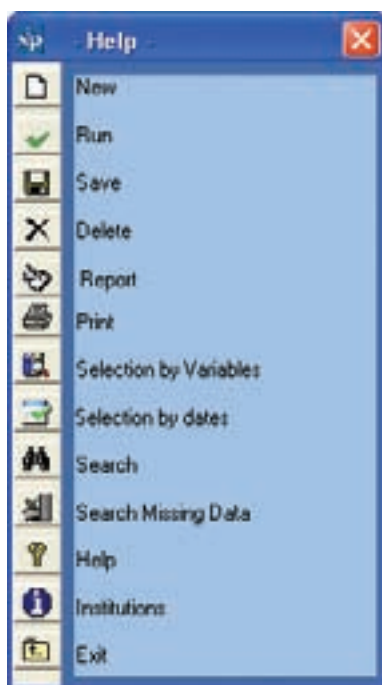 - Help -
New
Run
Save
Delete
Report
Print
Selection by Variables
Selection by dates
Search
Search Missing Data
Help
Institutions
Exit